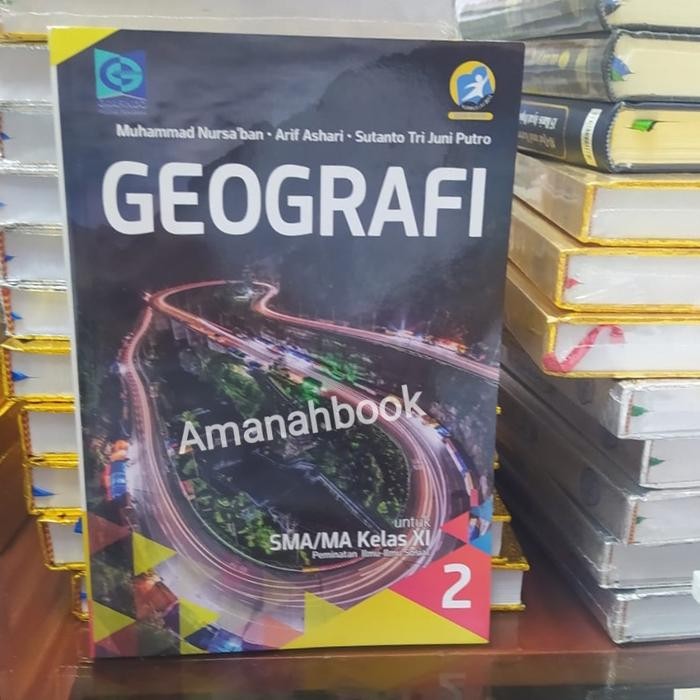 Muhammad Nursa'ban • Arif Ashari • Sutanto Tri Juni Putro
GEOGRAFI
Amanahbook
untuk
SMA/MA Kelas XI
Peminatan Ilmu-Ilmu Sosial
2